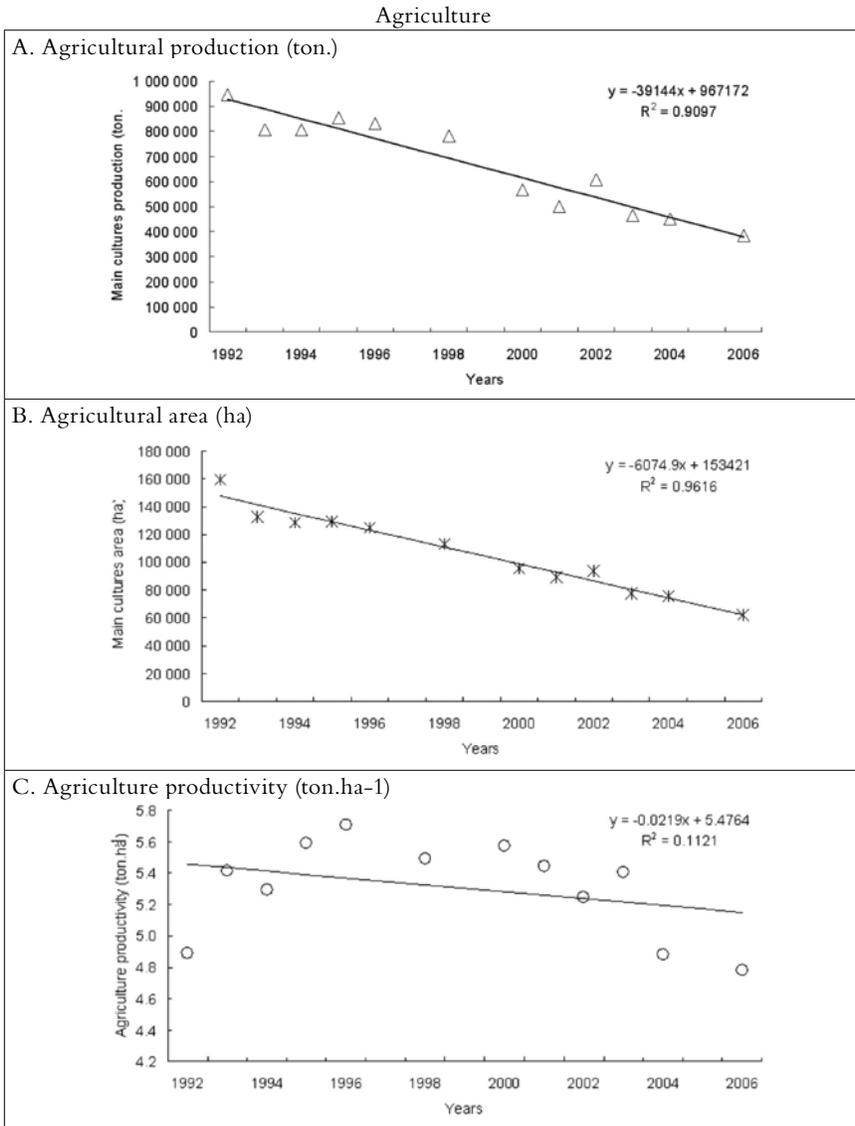 Agriculture
A. Agricultural production (ton.)
Main cultures production (ton.
1 000 000
900 000
800 000
700 000
600 000
500 000
400 000
300 000
200 000
100 000
0
y = -39144x + 967172
R² = 0.9097
1992 1994 1996 1998 2000 2002 2004 2006
Years
B. Agricultural area (ha)
Main cultures area (ha)
180 000
160 000
140 000
120 000
100 000
80 000
60 000
40 000
20 000
0
y = -6074.9x + 153421
R² = 0.9616
1992 1994 1996 1998 2000 2002 2004 2006
Years
C. Agriculture productivity (ton.ha-1)
Agriculture productivity (ton.ha)
5.8
5.6
5.4
5.2
5.0
4.8
4.6
4.4
4.2
y = -0.0219x + 5.4764
R² = 0.1121
1992 1994 1996 1998 2000 2002 2004 2006
Years